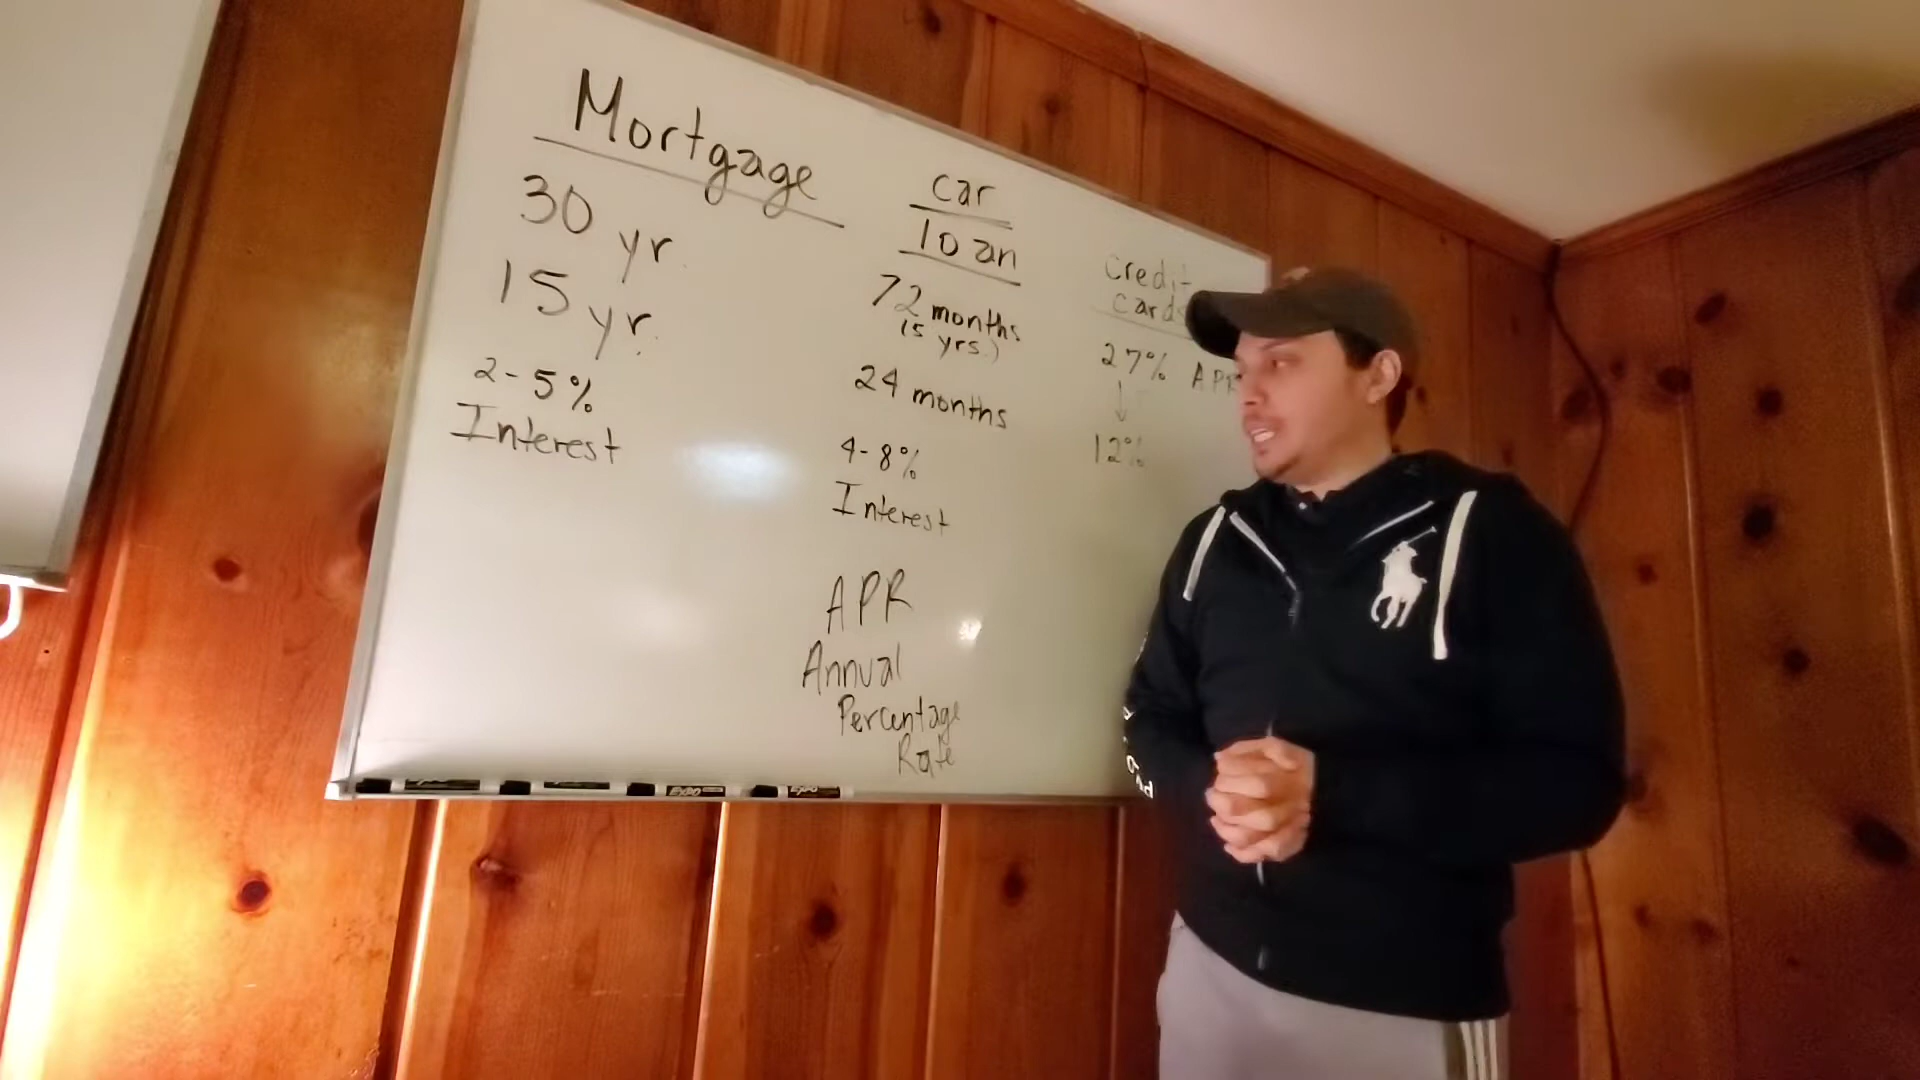 Mortgage
30 yr.
15 yr.
2-5%
Interest
car
loan
72 months
(5 yrs.)
24 months
4-8%
Interest
APR
Annual
Percentage
Rate
credit
cards
27% APR
↓
12%
EXPO
EXPO